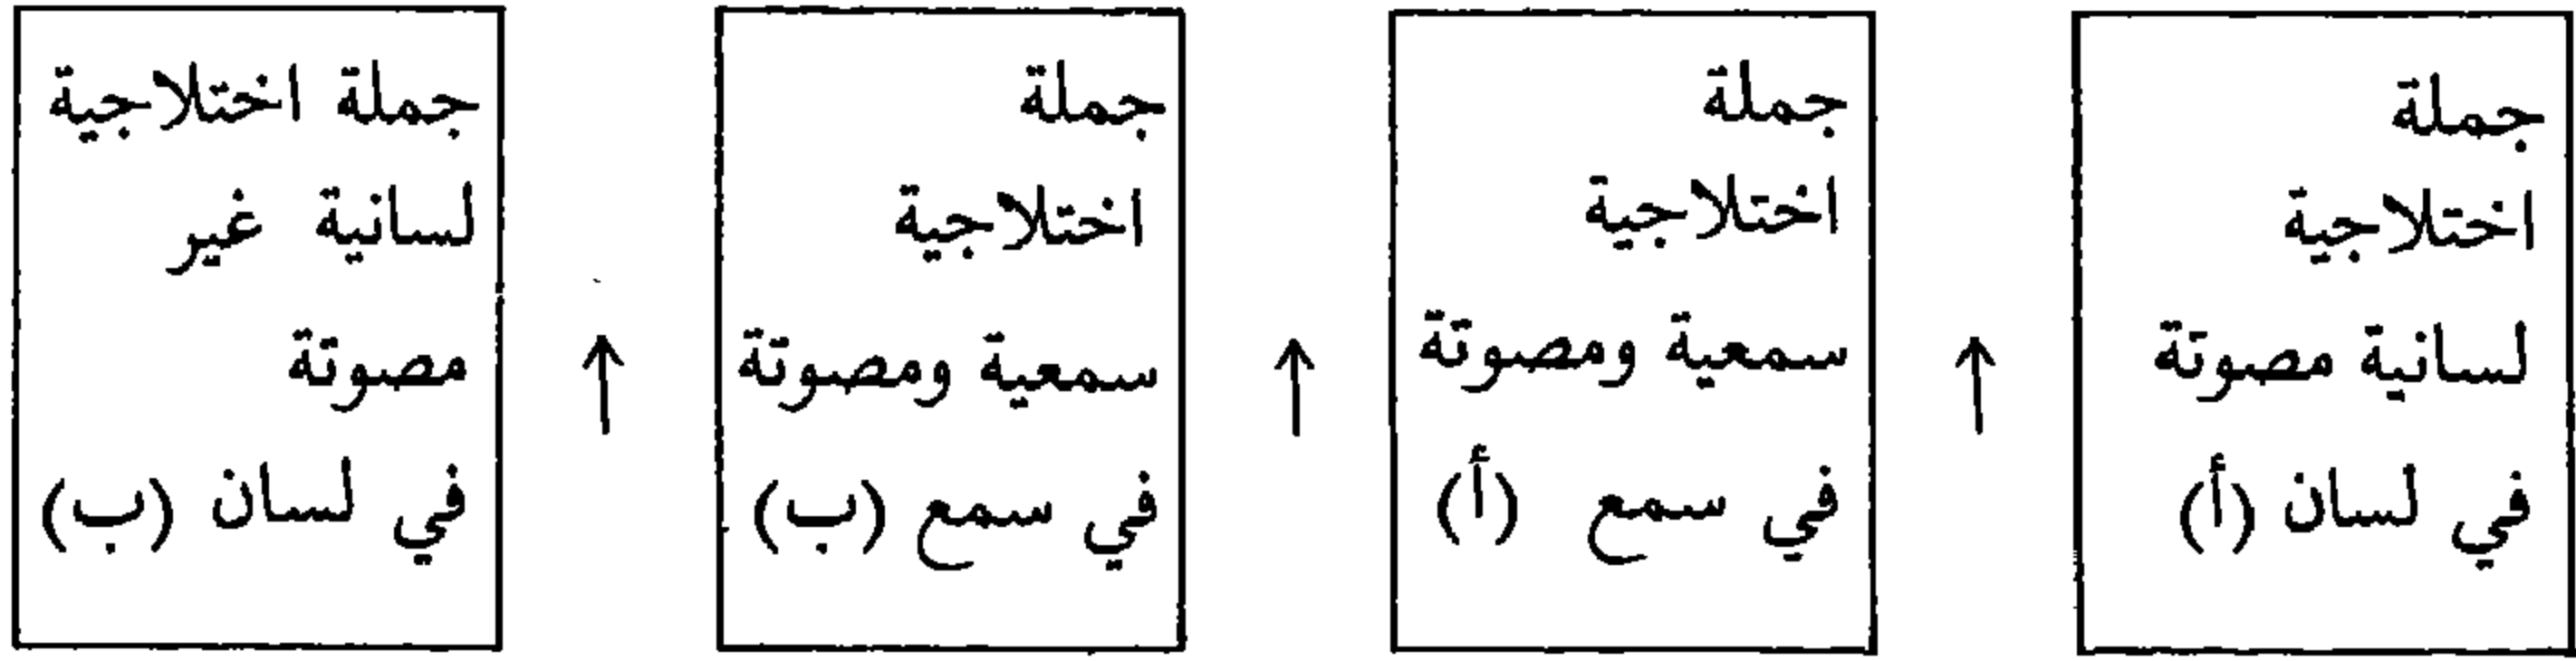 جملة
اختلاجية
لسانية مصوتة
في لسان (أ)
↑
جملة
اختلاجية
سمعية ومصوتة
في سمع (أ)
↑
جملة
اختلاجية
سمعية ومصوتة
في سمع (ب)
↑
جملة اختلاجية
لسانية غير
مصوتة
في لسان (ب)